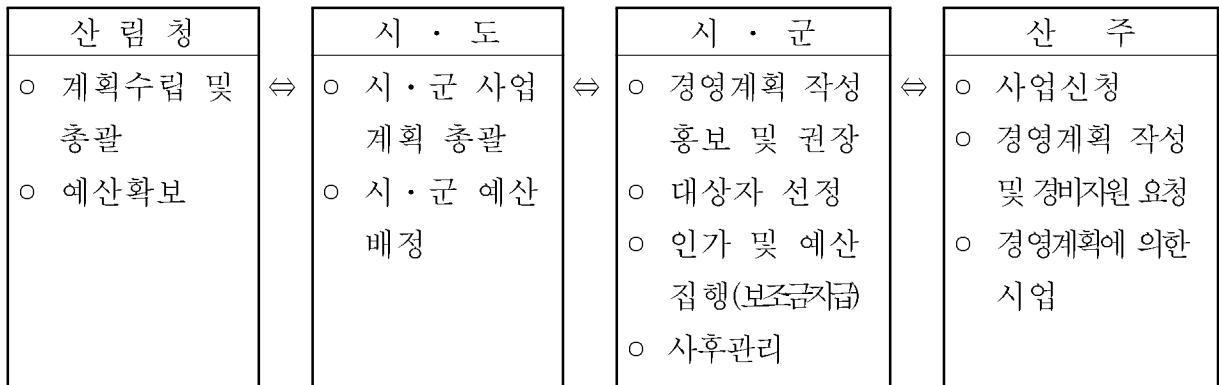 산 림 청
○ 계획수립 및
총괄
○ 예산확보
⇔
시 · 도
○ 시·군 사업
계획 총괄
○ 시·군 예산
배정
⇔
시 · 군
○ 경영계획 작성
홍보 및 권장
○ 대상자 선정
○ 인가 및 예산
집행(보조금지급)
○ 사후관리
⇔
산 주
○ 사업신청
○ 경영계획 작성
및 경비지원 요청
○ 경영계획에 의한
시업